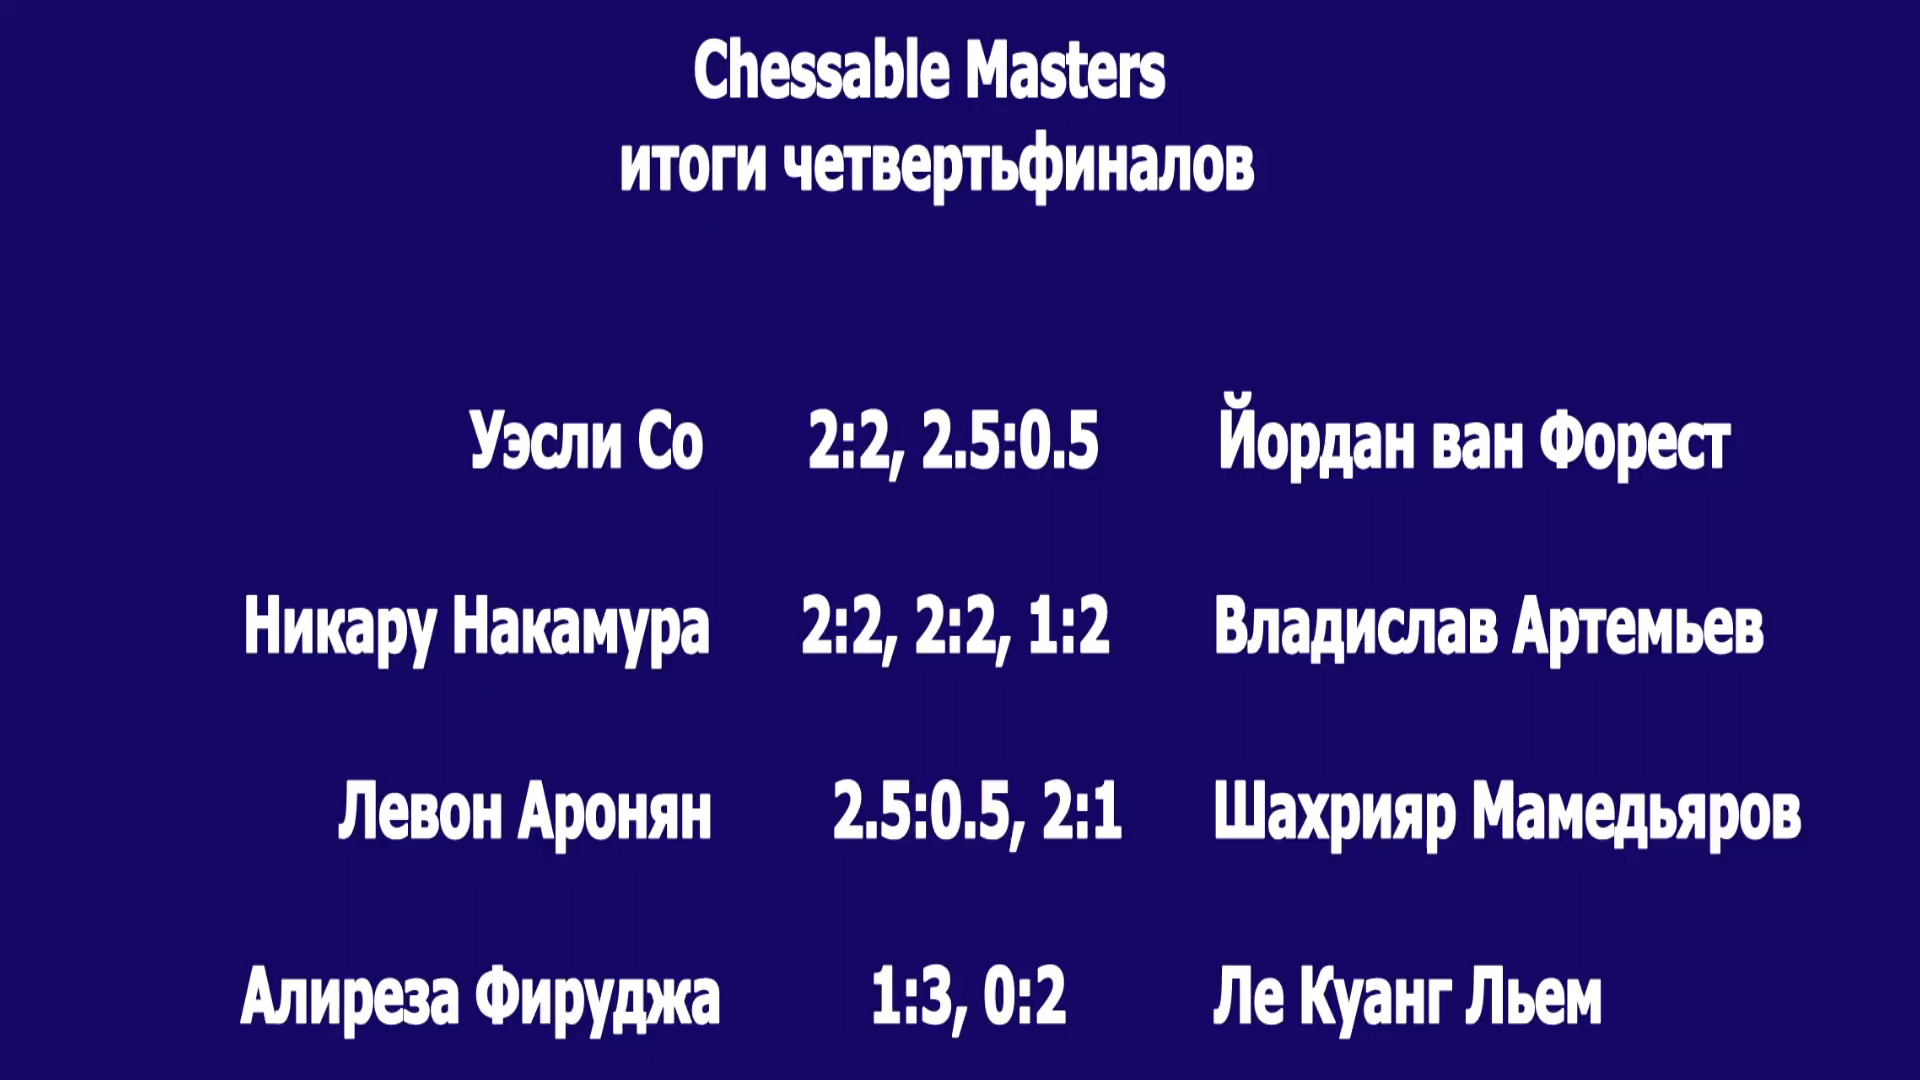 Chessable Masters
итоги четвертьфиналов
Уэсли Со 2:2, 2.5:0.5 Йордан ван Форест
Никару Накамура 2:2, 2:2, 1:2 Владислав Артемьев
Левон Аронян 2.5:0.5, 2:1 Шахрияр Мамедьяров
Алиреза Фируджа 1:3, 0:2 Ле Куанг Льем